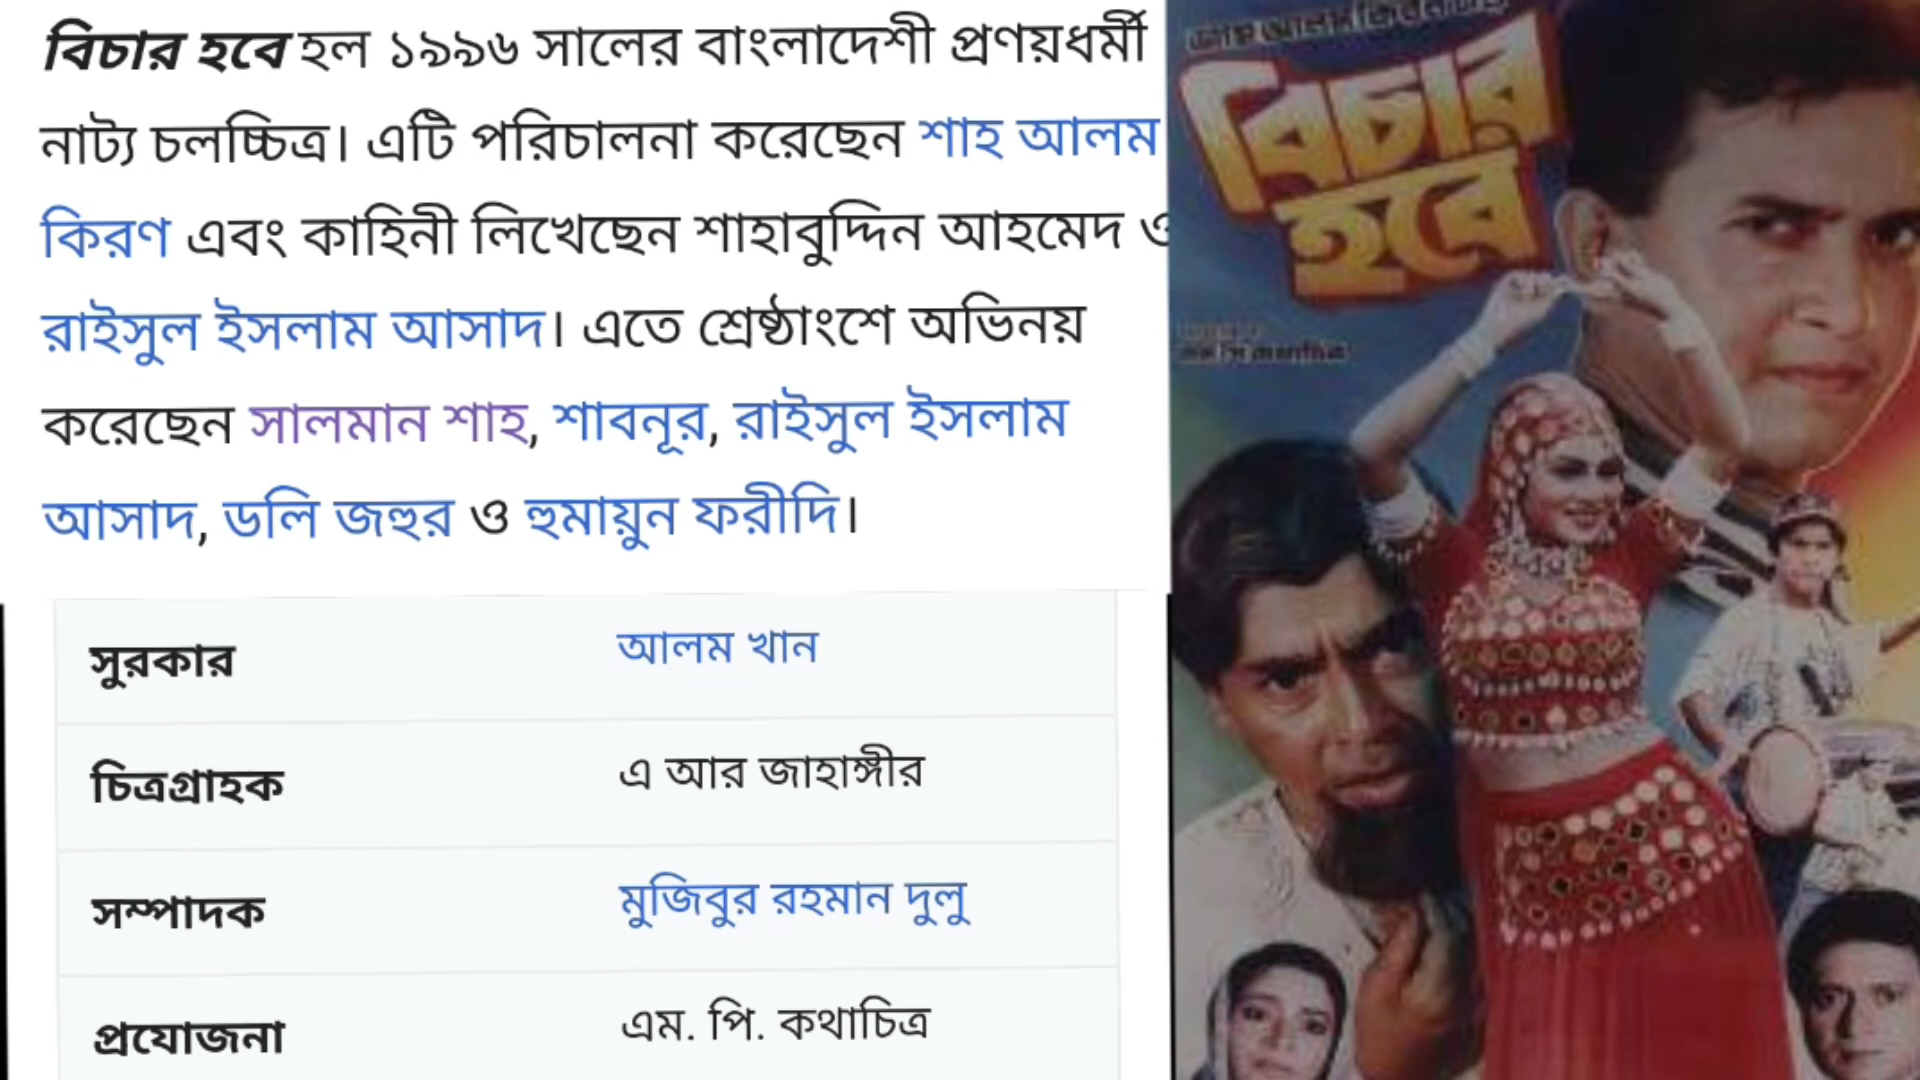 বিচার হবে হল ১৯৯৬ সালের বাংলাদেশী প্রণয়ধর্মী
নাট্য চলচ্চিত্র। এটি পরিচালনা করেছেন শাহ আলম
কিরণ এবং কাহিনী লিখেছেন শাহাবুদ্দিন আহমেদ ও
রাইসুল ইসলাম আসাদ। এতে শ্রেষ্ঠাংশে অভিনয়
করেছেন সালমান শাহ, শাবনূর, রাইসুল ইসলাম
আসাদ, ডলি জহুর ও হুমায়ুন ফরীদি।
সুরকার আলম খান
চিত্রগ্রাহক এ আর জাহাঙ্গীর
সম্পাদক মুজিবুর রহমান দুলু
প্রযোজনা এম. পি. কথাচিত্র
বিচার
হবে